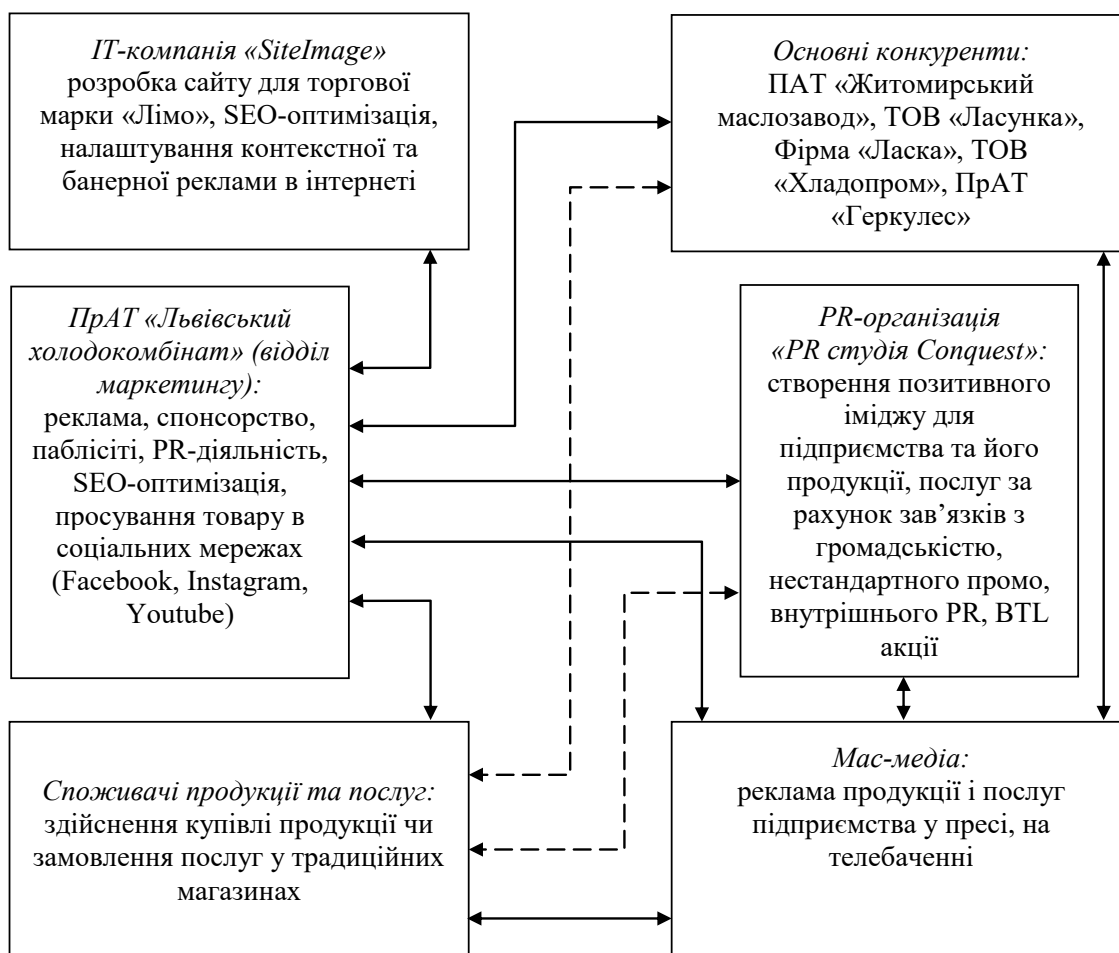 ІТ-компанія «SiteImage»
розробка сайту для торгової
марки «Лімо», SEO-оптимізація,
налаштування контекстної та
банерної реклами в інтернеті
Основні конкуренти:
ПАТ «Житомирський
маслозавод», ТОВ «Ласунка»,
Фірма «Ласка», ТОВ
«Хладопром», ПрАТ
«Геркулес»
ПрАТ «Львівський
холодокомбінат» (відділ
маркетингу):
реклама, спонсорство,
паблісіті, PR-діяльність,
SEO-оптимізація,
просування товару в
соціальних мережах
(Facebook, Instagram,
Youtube)
PR-організація
«PR студія Conquest»:
створення позитивного
іміджу для
підприємства та його
продукції, послуг за
рахунок зав’язків з
громадськістю,
нестандартного промо,
внутрішнього PR, BTL
акції
Споживачі продукції та послуг:
здійснення купівлі продукції чи
замовлення послуг у традиційних
магазинах
Мас-медіа:
реклама продукції і послуг
підприємства у пресі, на
телебаченні